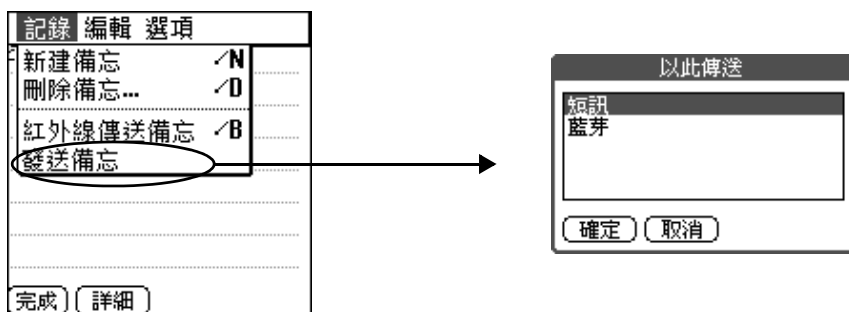 記錄 編輯 選項
新建備忘 ⁄N
刪除備忘... ⁄D
紅外線傳送備忘 ⁄B
發送備忘
完成 詳細
以此傳送
短訊
藍芽
確定 取消